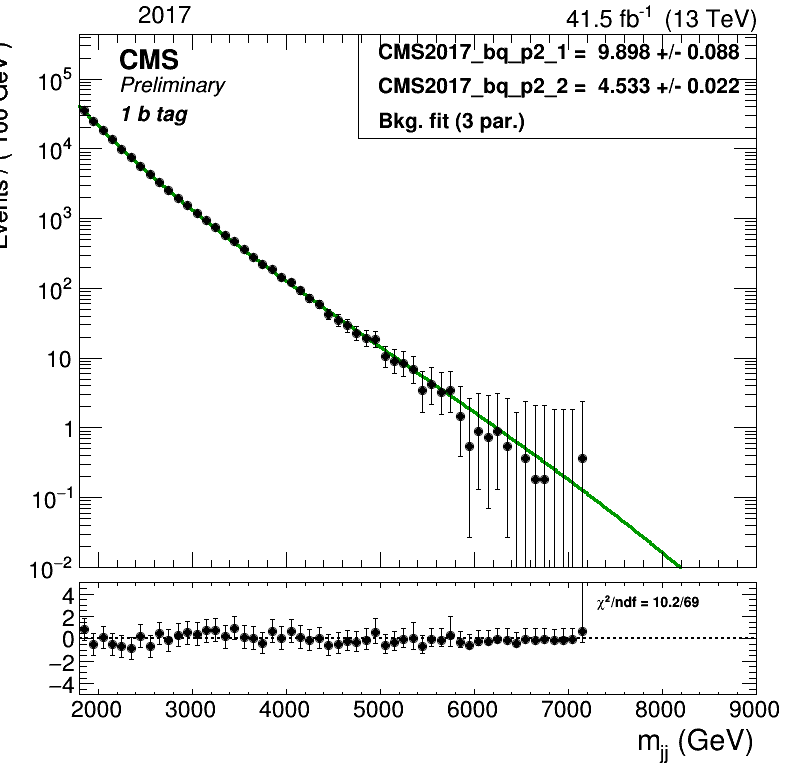 2017
41.5 fb⁻¹ (13 TeV)
CMS
Preliminary
1 b tag
CMS2017_bq_p2_1 = 9.898 +/- 0.088
CMS2017_bq_p2_2 = 4.533 +/- 0.022
Bkg. fit (3 par.)
10⁵
10⁴
10³
10²
10
1
10⁻¹
10⁻²
χ²/ndf = 10.2/69
4
2
0
−2
−4
2000 3000 4000 5000 6000 7000 8000 9000
m_jj (GeV)